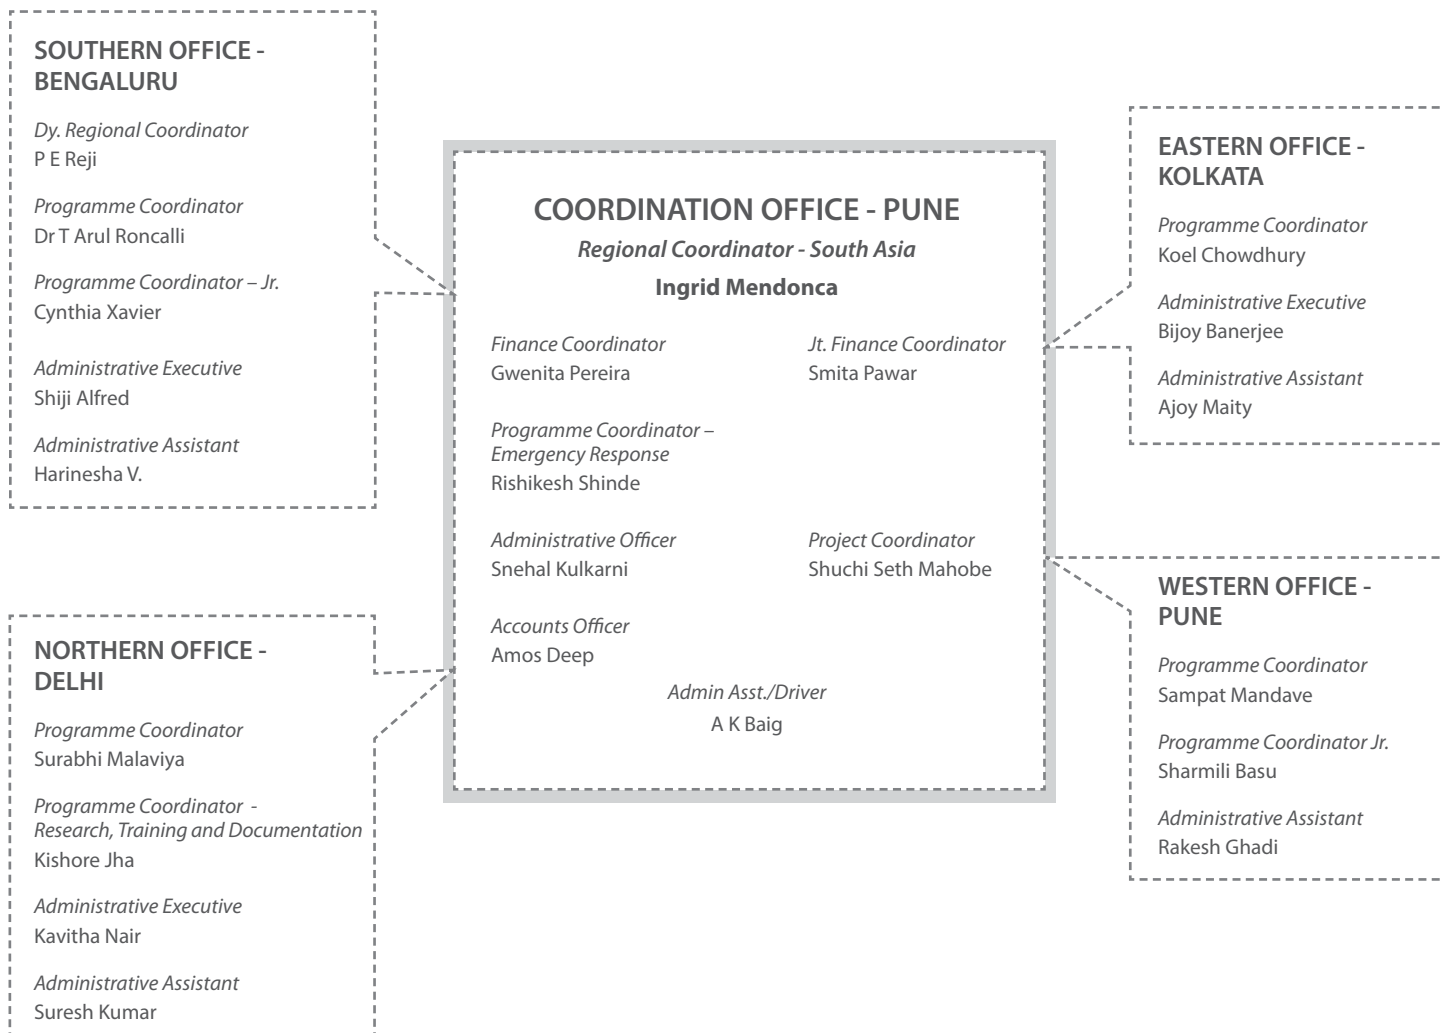 SOUTHERN OFFICE -
BENGALURU
Dy. Regional Coordinator
P E Reji
Programme Coordinator
Dr T Arul Roncalli
Programme Coordinator – Jr.
Cynthia Xavier
Administrative Executive
Shiji Alfred
Administrative Assistant
Harinesha V.
NORTHERN OFFICE -
DELHI
Programme Coordinator
Surabhi Malaviya
Programme Coordinator -
Research, Training and Documentation
Kishore Jha
Administrative Executive
Kavitha Nair
Administrative Assistant
Suresh Kumar
COORDINATION OFFICE - PUNE
Regional Coordinator - South Asia
Ingrid Mendonca
Finance Coordinator
Gwenita Pereira
Jt. Finance Coordinator
Smita Pawar
Programme Coordinator –
Emergency Response
Rishikesh Shinde
Administrative Officer
Snehal Kulkarni
Project Coordinator
Shuchi Seth Mahobe
Accounts Officer
Amos Deep
Admin Asst./Driver
A K Baig
EASTERN OFFICE -
KOLKATA
Programme Coordinator
Koel Chowdhury
Administrative Executive
Bijoy Banerjee
Administrative Assistant
Ajoy Maity
WESTERN OFFICE -
PUNE
Programme Coordinator
Sampat Mandave
Programme Coordinator Jr.
Sharmili Basu
Administrative Assistant
Rakesh Ghadi